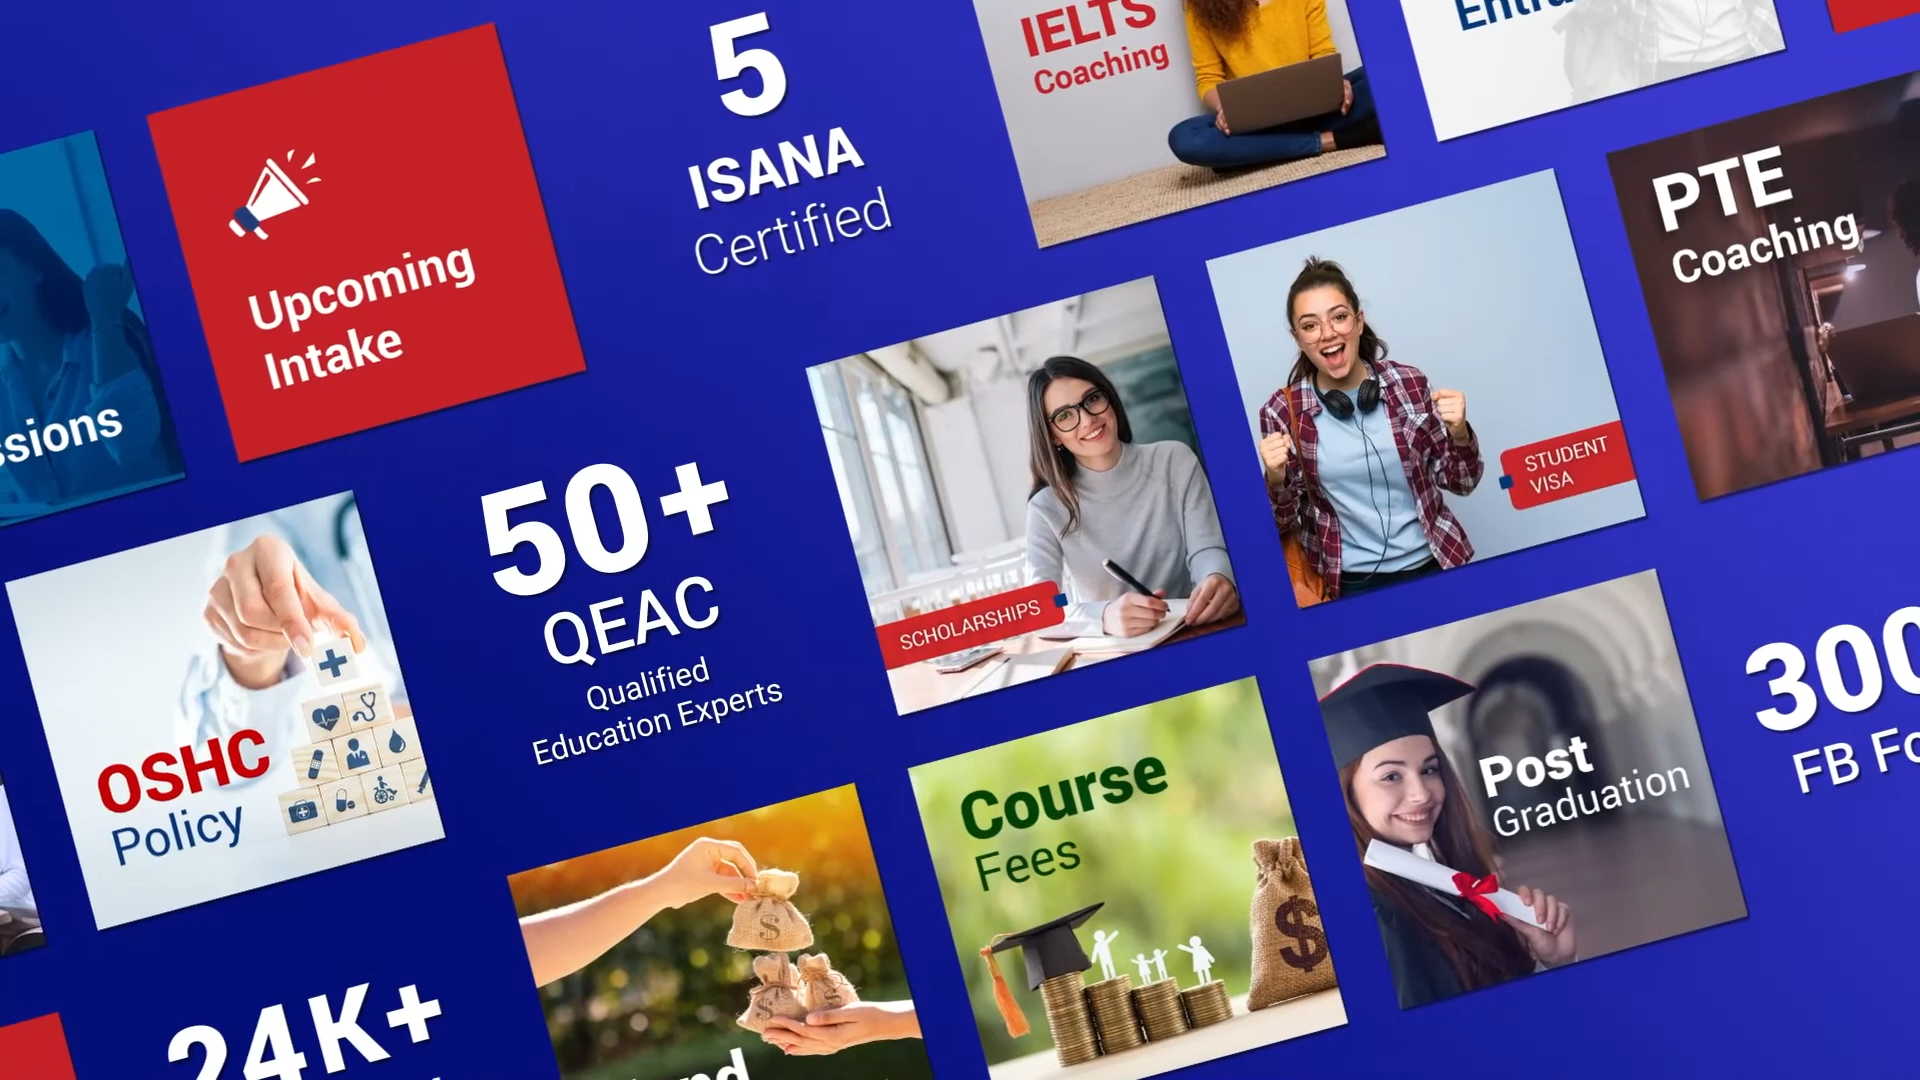 5
ISANA
Certified
IELTS
Coaching
Upcoming
Intake
PTE
Coaching
50+
QEAC
Qualified
Education Experts
SCHOLARSHIPS
STUDENT
VISA
OSHC
Policy
Course
Fees
Post
Graduation
300
FB
24K+